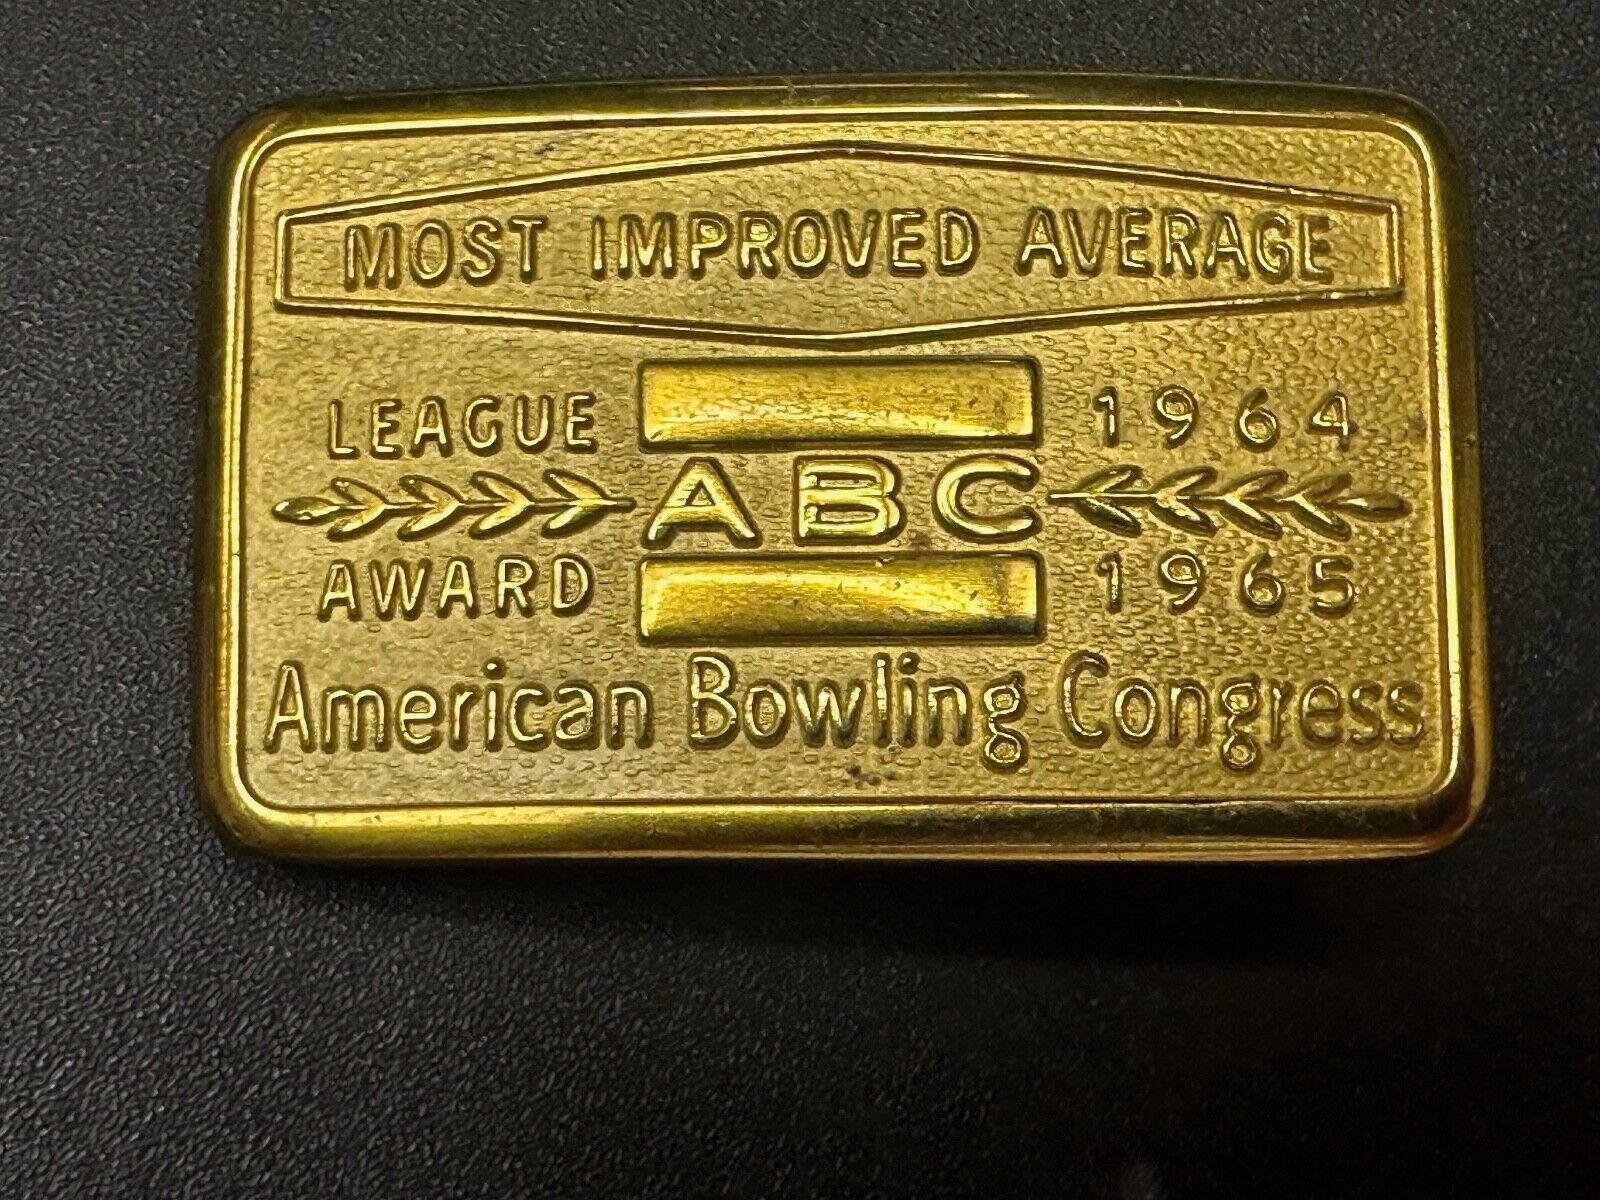 MOST IMPROVED AVERAGE
LEAGUE 1964
ABC
AWARD 1965
American Bowling Congress